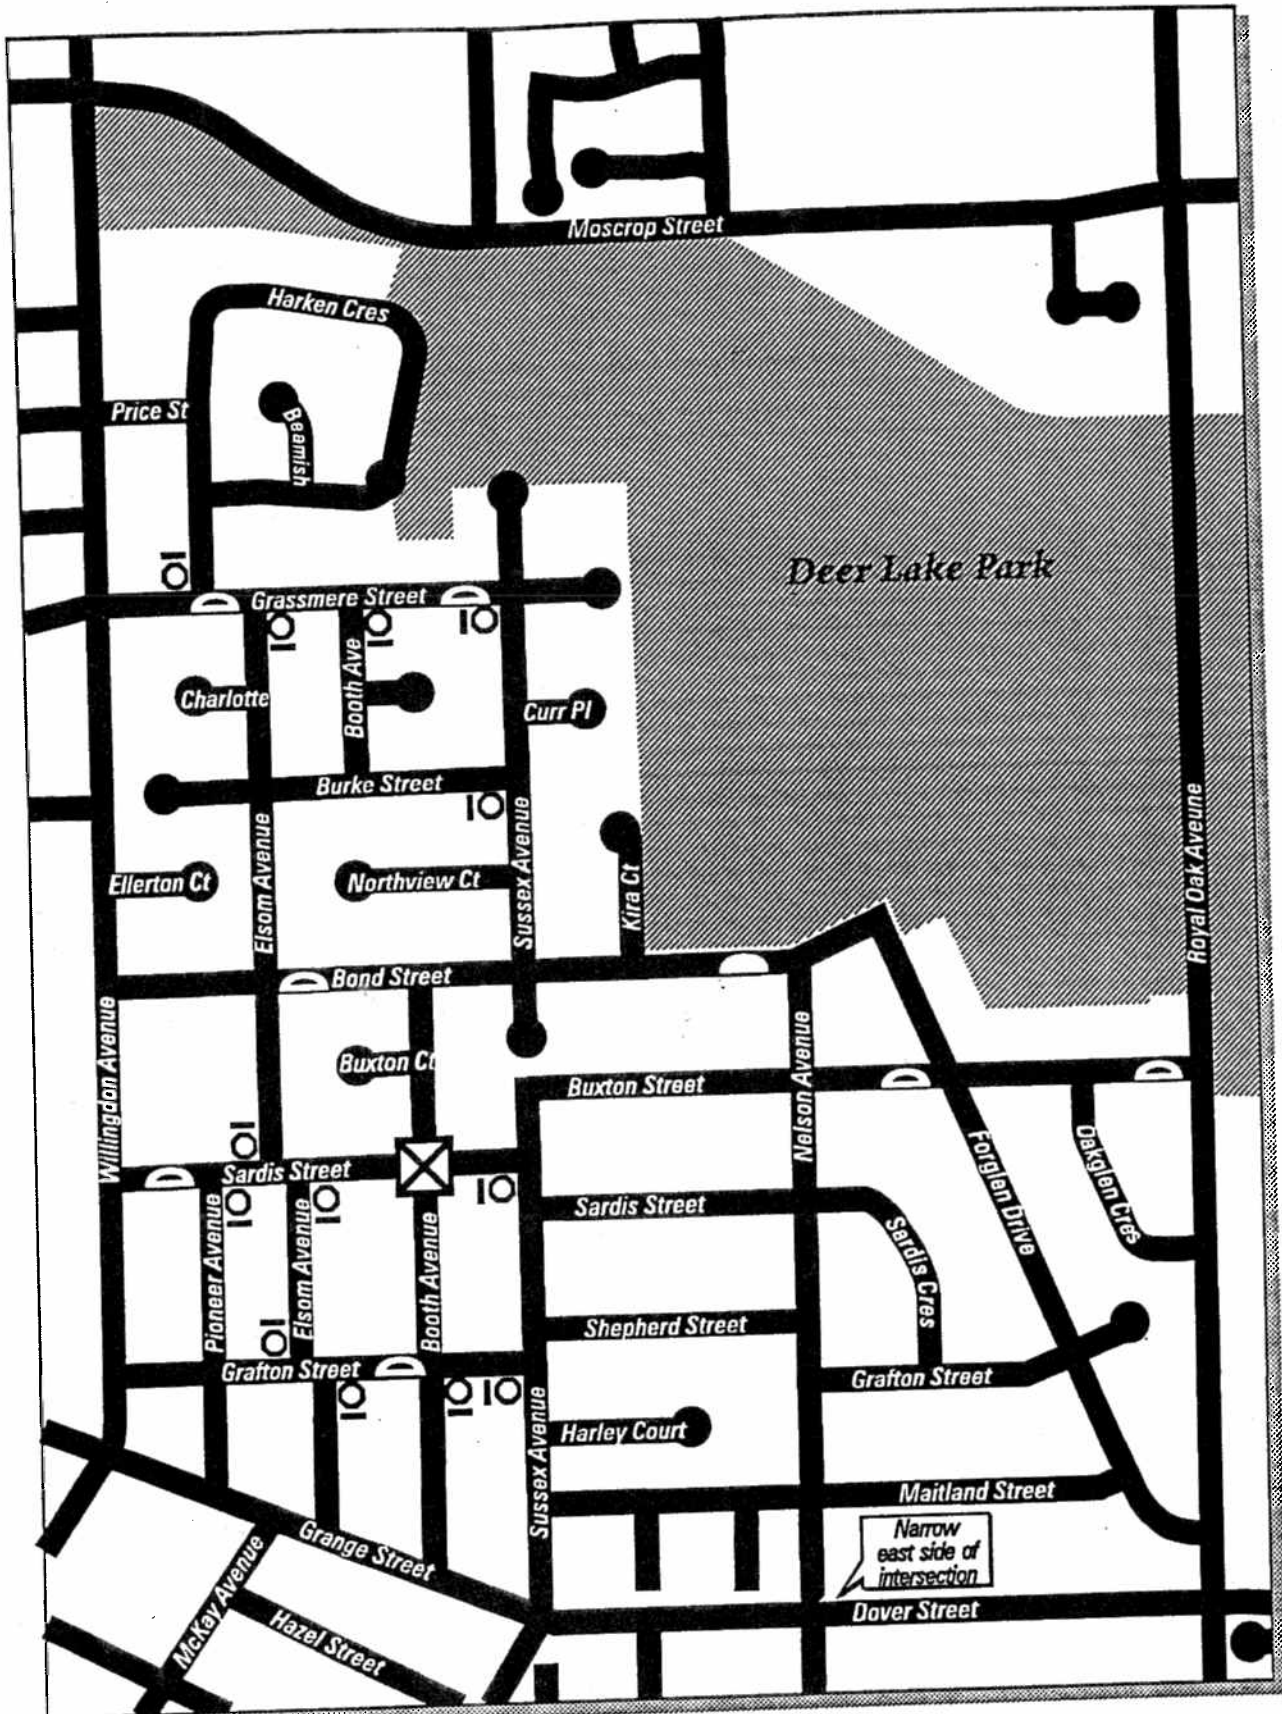 Moscrop Street
Harken Cres
Price St
Beamish
Deer Lake Park
Grassmere Street
Charlotte
Booth Ave
Curr Pl
Burke Street
Ellerton Ct
Elsom Avenue
Northview Ct
Sussex Avenue
Kira Ct
Royal Oak Aveune
Bond Street
Willingdon Avenue
Buxton Ct
Buxton Street
Nelson Avenue
Forglen Drive
Oakglen Cres
Sardis Street
Sardis Street
Sardis Cres
Pioneer Avenue
Elsom Avenue
Booth Avenue
Shepherd Street
Grafton Street
Grafton Street
Sussex Avenue
Harley Court
Maitland Street
Narrow
east side of
intersection
Grange Street
McKay Avenue
Hazel Street
Dover Street